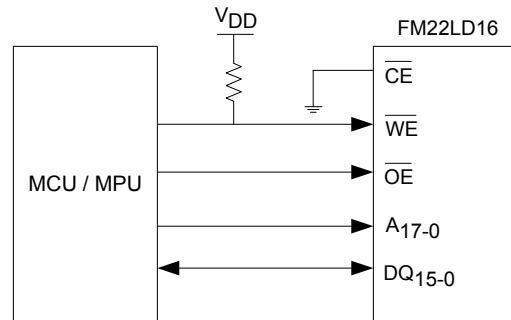 VDD
FM22LD16
CE
WE
MCU / MPU
OE
A17-0
DQ15-0